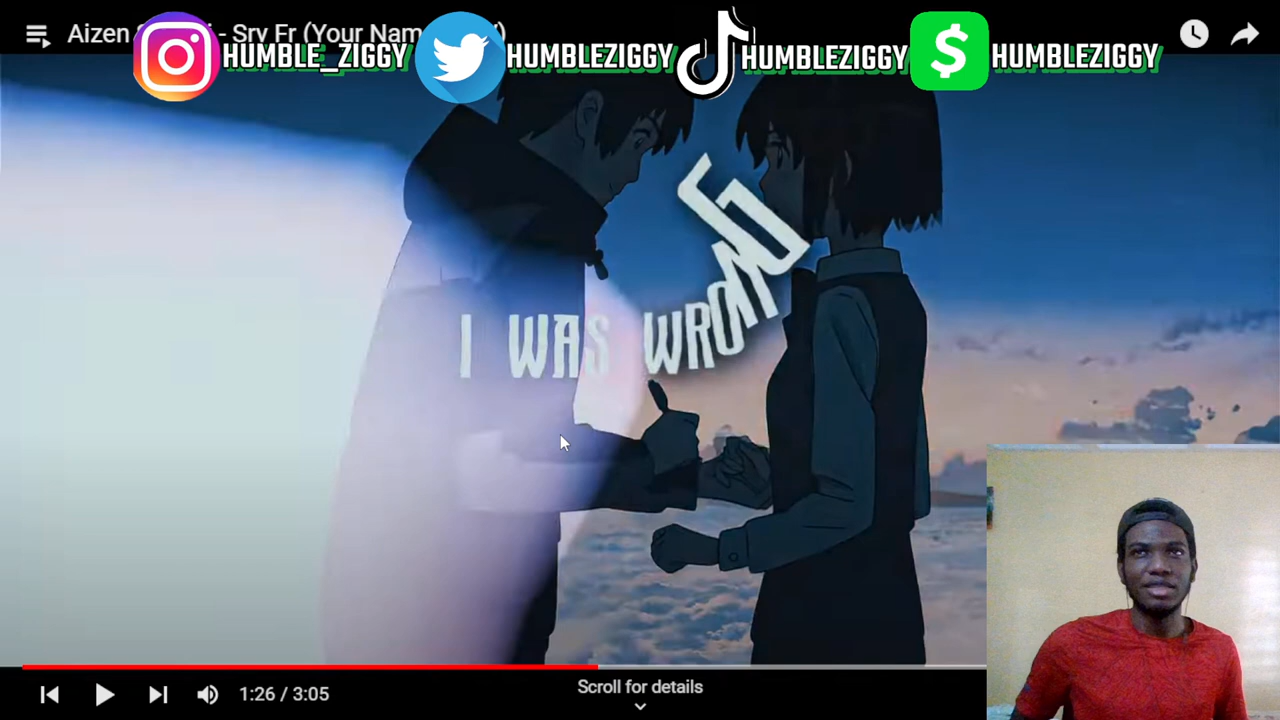 Aizen - Sry Fr (Your Nam
HUMBLE_ZIGGY HUMBLEZIGGY HUMBLEZIGGY HUMBLEZIGGY
I WAS WRONG
1:26 / 3:05
Scroll for details